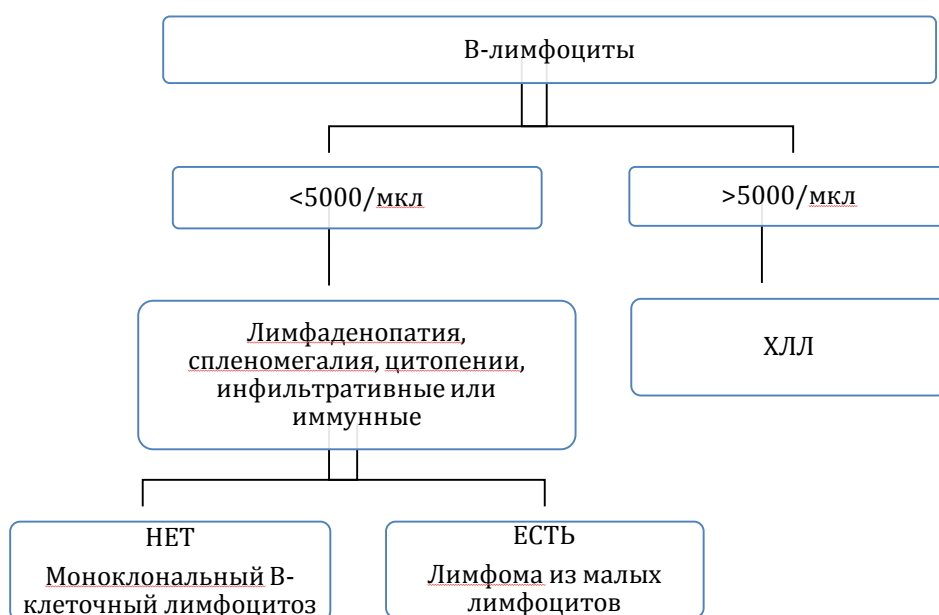 В-лимфоциты
<5000/мкл
>5000/мкл
Лимфаденопатия,
спленомегалия, цитопении,
инфильтративные или
иммунные
ХЛЛ
НЕТ
Моноклональный В-
клеточный лимфоцитоз
ЕСТЬ
Лимфома из малых
лимфоцитов